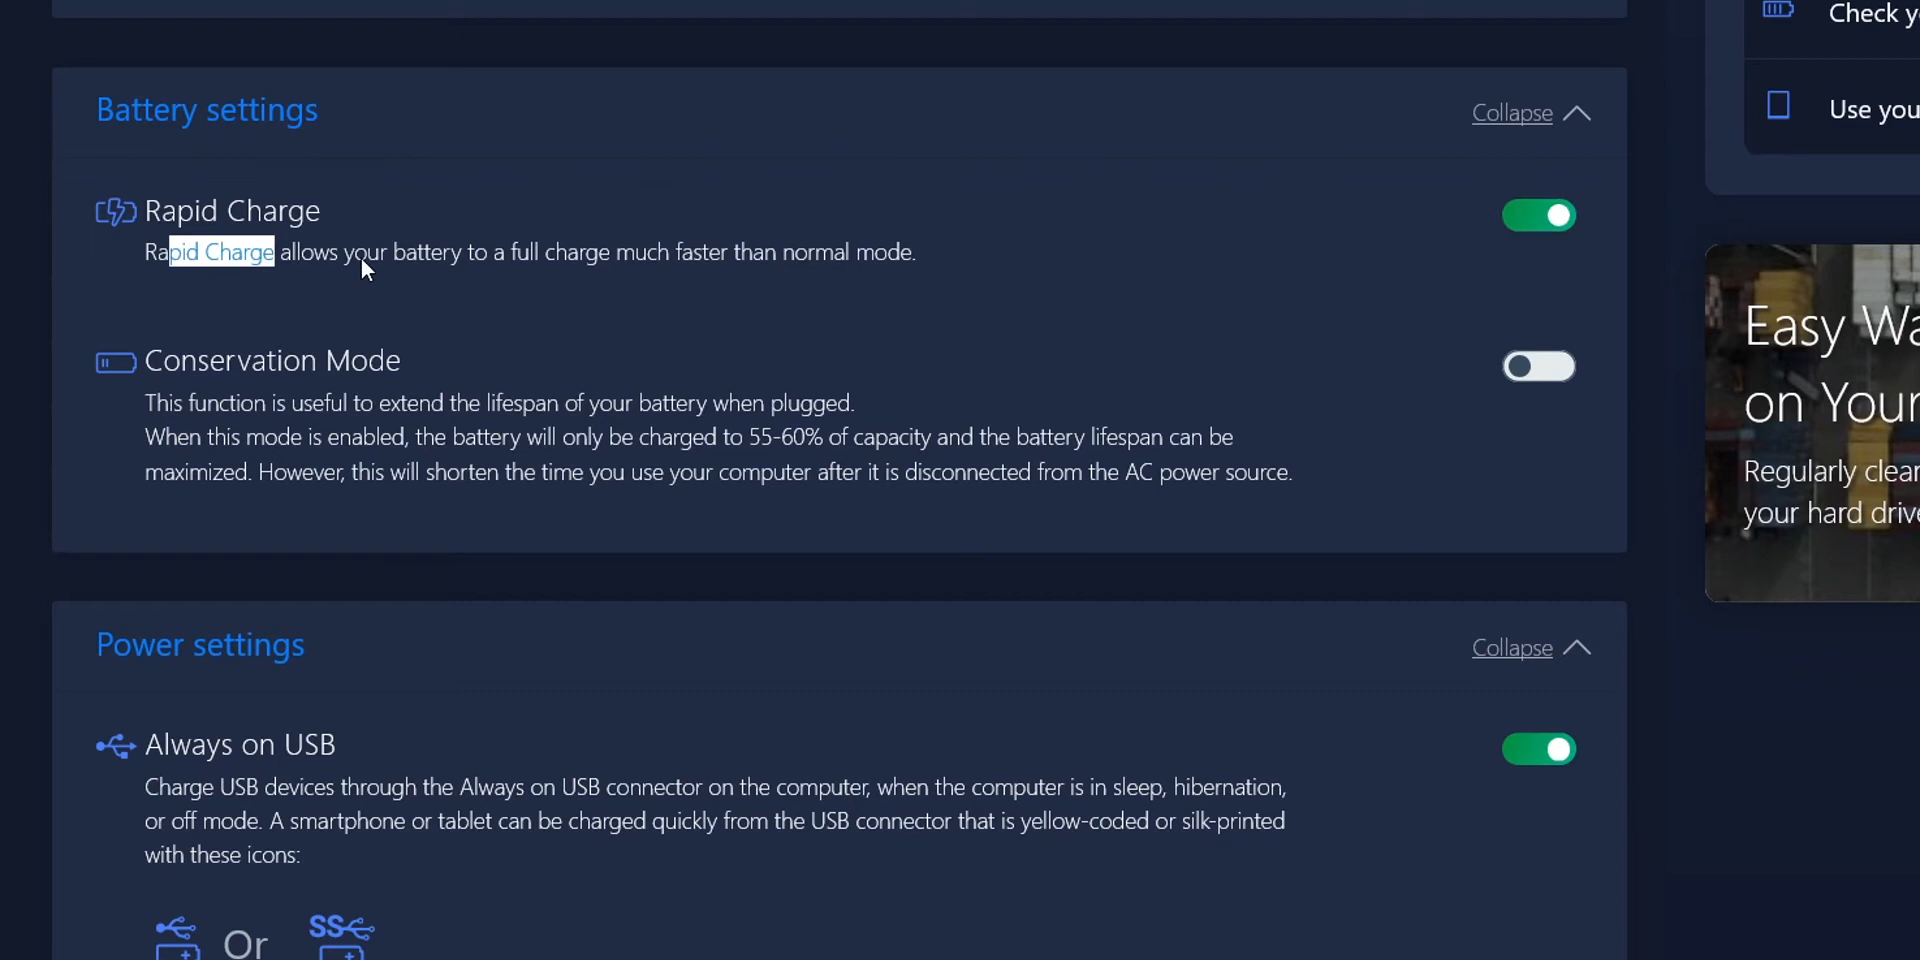 Battery settings
Collapse
Rapid Charge
Rapid Charge allows your battery to a full charge much faster than normal mode.
Conservation Mode
This function is useful to extend the lifespan of your battery when plugged.
When this mode is enabled, the battery will only be charged to 55-60% of capacity and the battery lifespan can be
maximized. However, this will shorten the time you use your computer after it is disconnected from the AC power source.
Power settings
Collapse
Always on USB
Charge USB devices through the Always on USB connector on the computer, when the computer is in sleep, hibernation,
or off mode. A smartphone or tablet can be charged quickly from the USB connector that is yellow-coded or silk-printed
with these icons:
Or
SS
Check
Use
Easy
on
Regularly
your hard